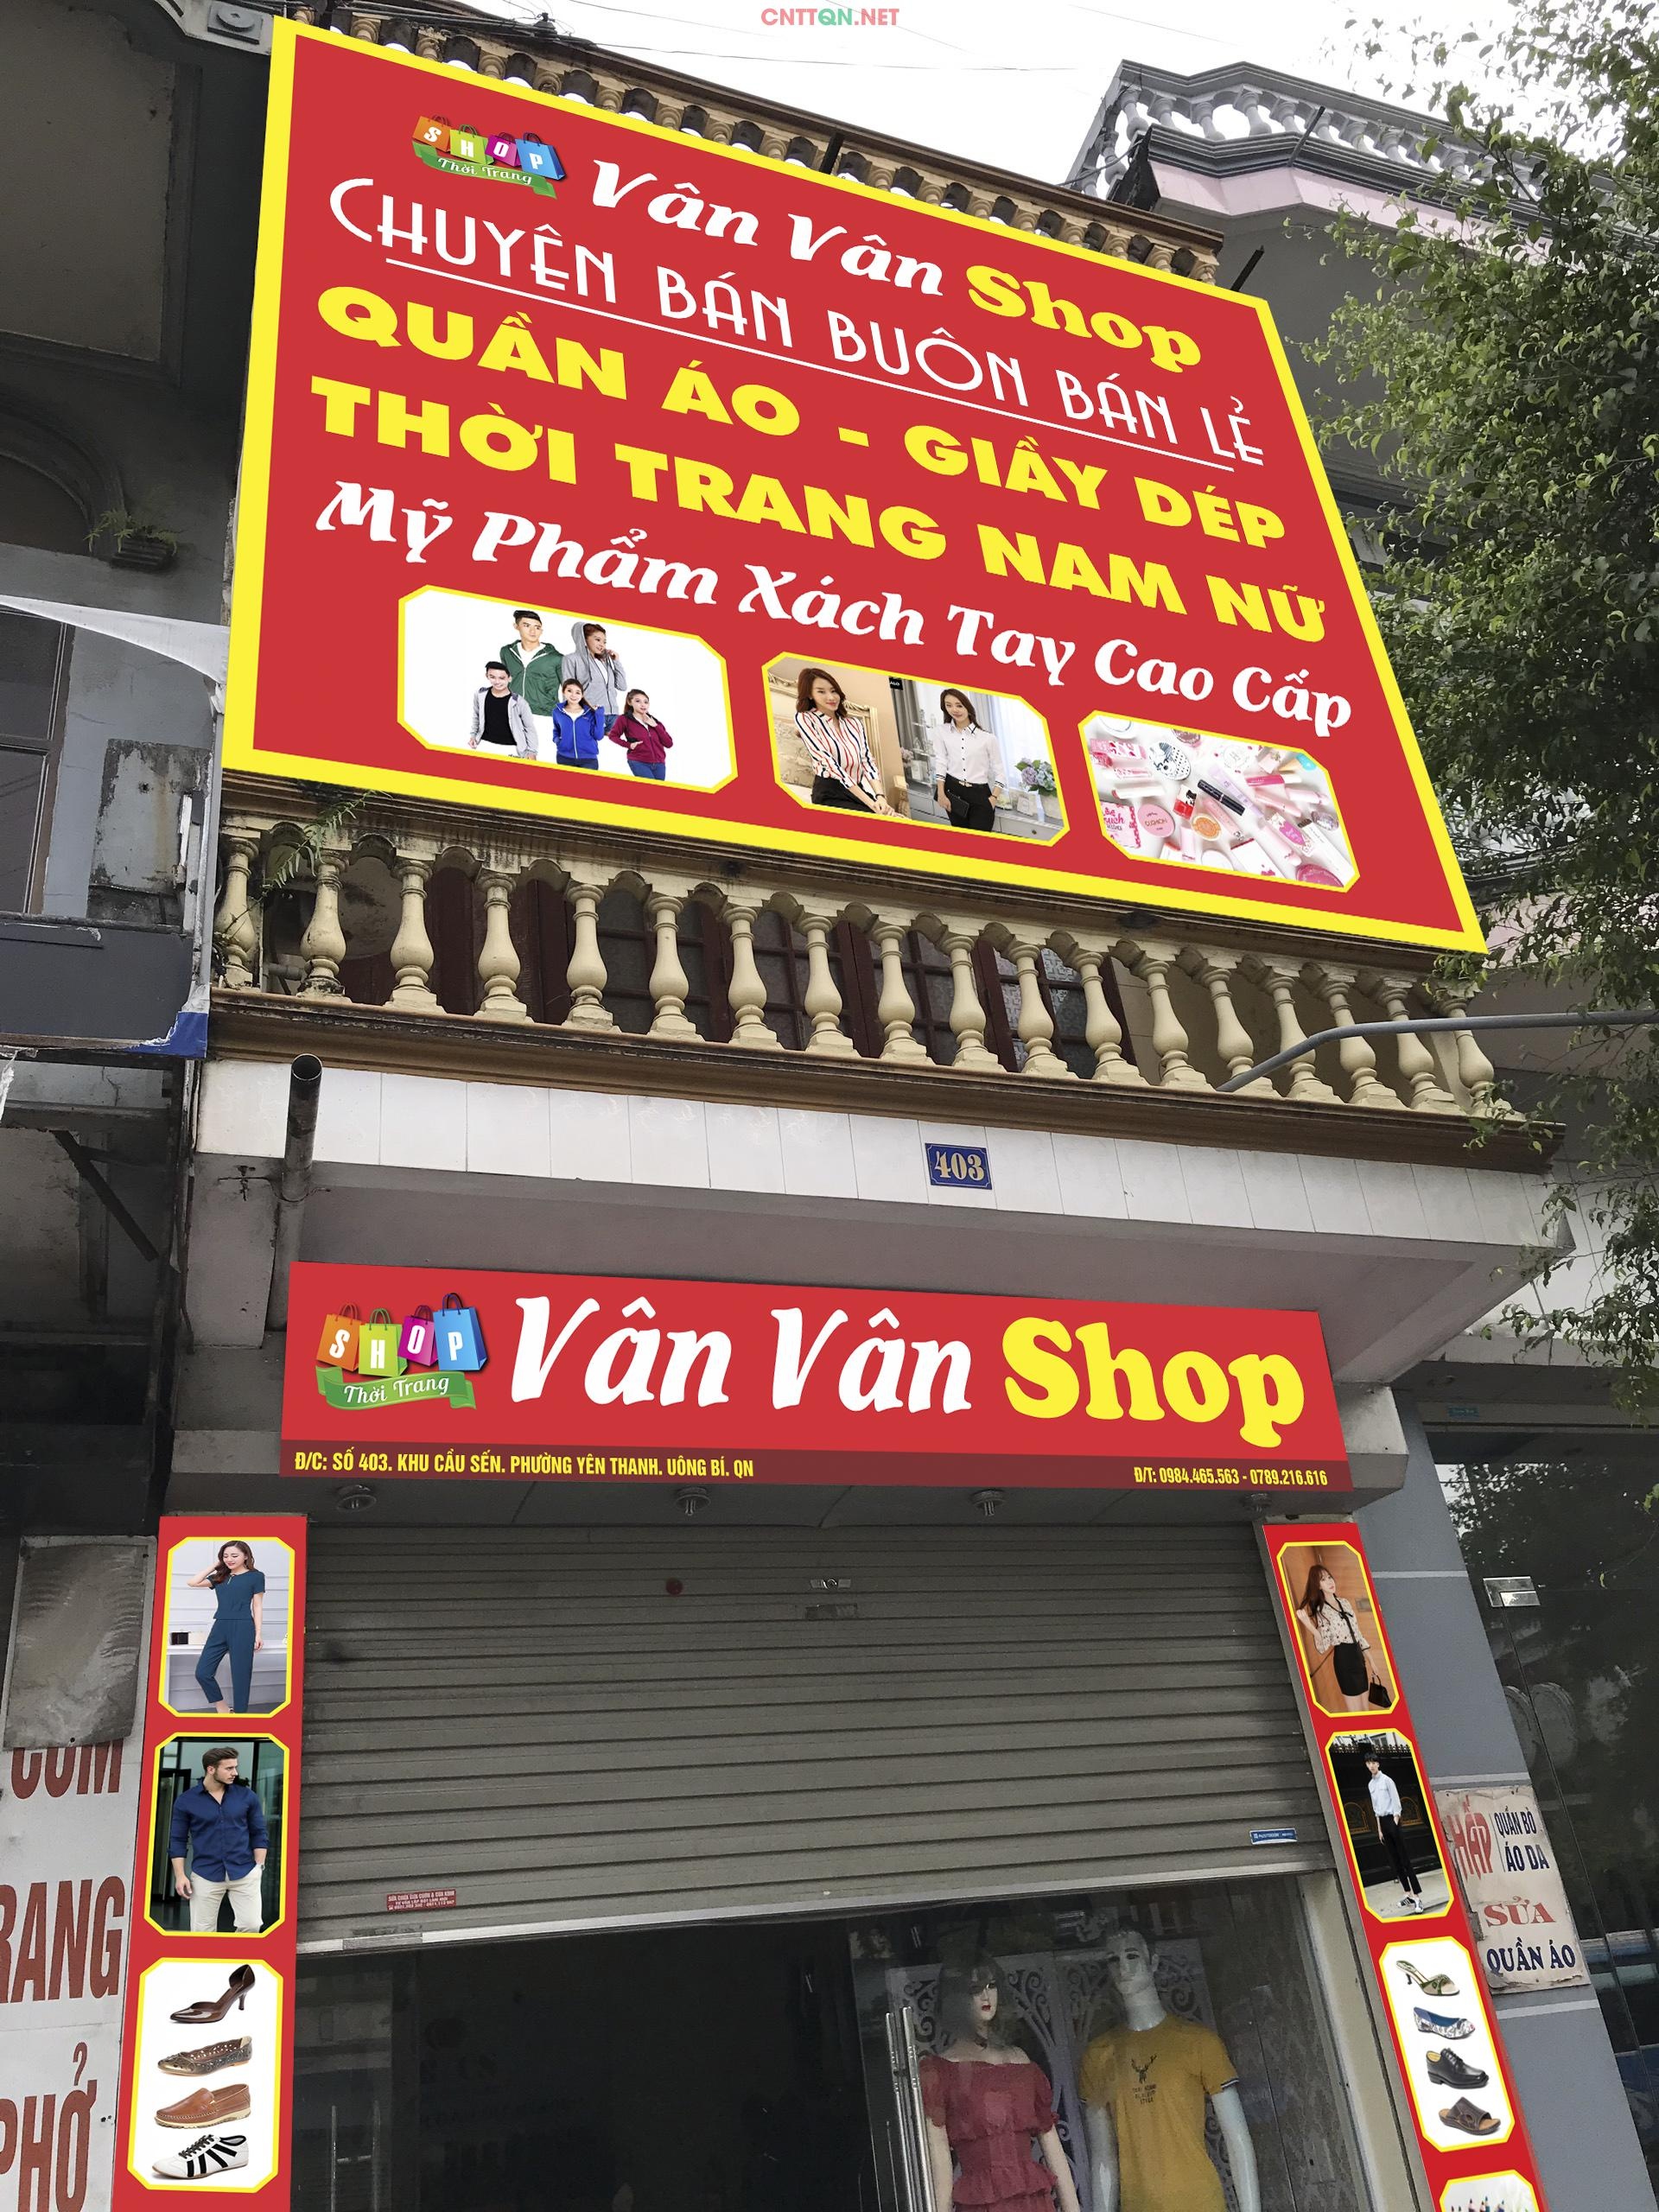 CNTTQN.NET
SHOP
Thời Trang
Vân Vân Shop
CHUYÊN BÁN BUÔN BÁN LẺ
QUẦN ÁO - GIẦY DÉP
THỜI TRANG NAM NỮ
Mỹ Phẩm Xách Tay Cao Cấp
403
SHOP
Thời Trang
Vân Vân Shop
Đ/C: SỐ 403. KHU CẦU SẾN. PHƯỜNG YÊN THANH. UÔNG BÍ. QN
Đ/T: 0984.465.563 - 0789.216.616
RANG
PHỞ
HẤP
QUẦN BÒ
ÁO DA
SỬA
QUẦN ÁO